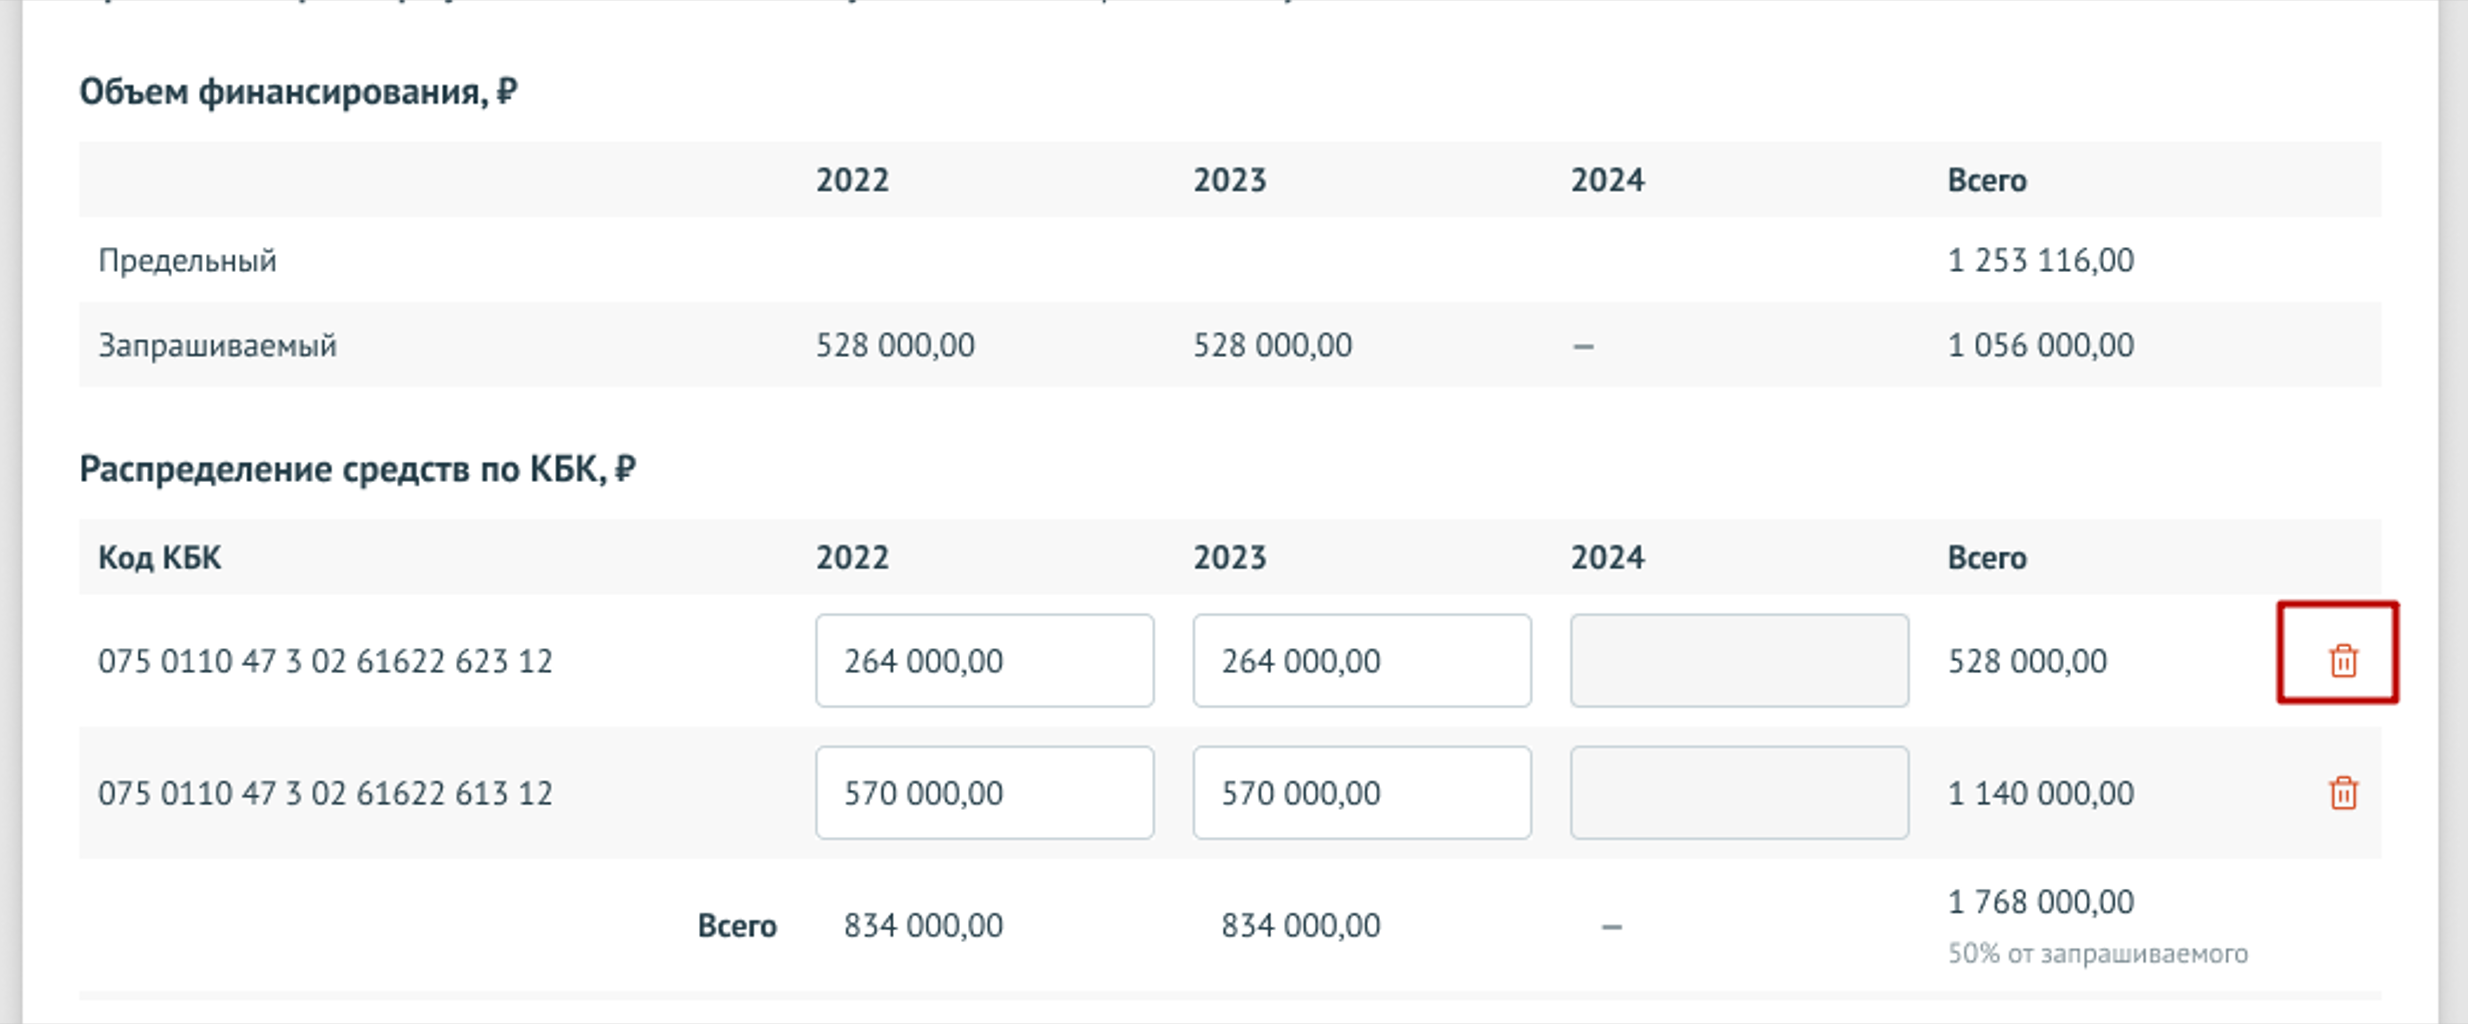 Объем финансирования, ₽
2022 2023 2024 Всего
Предельный 1 253 116,00
Запрашиваемый 528 000,00 528 000,00 — 1 056 000,00
Распределение средств по КБК, ₽
Код КБК 2022 2023 2024 Всего
075 0110 47 3 02 61622 623 12 264 000,00 264 000,00 528 000,00
075 0110 47 3 02 61622 613 12 570 000,00 570 000,00 1 140 000,00
Всего 834 000,00 834 000,00 — 1 768 000,00
50% от запрашиваемого